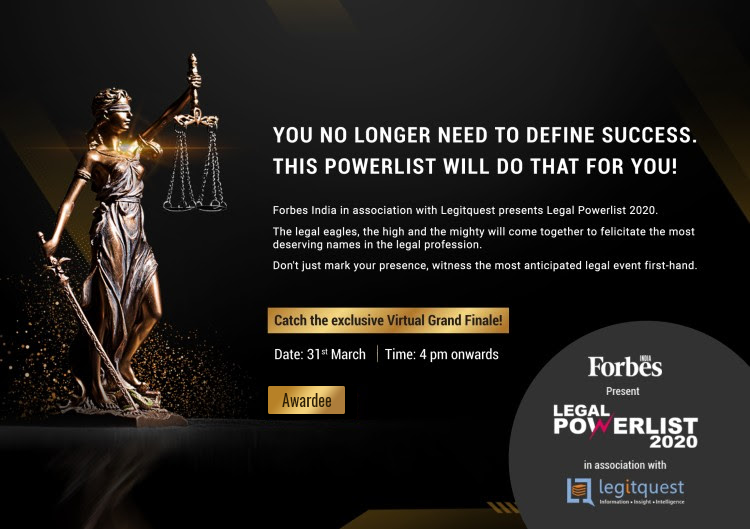 YOU NO LONGER NEED TO DEFINE SUCCESS.
THIS POWERLIST WILL DO THAT FOR YOU!
Forbes India in association with Legitquest presents Legal Powerlist 2020.
The legal eagles, the high and the mighty will come together to felicitate the most
deserving names in the legal profession.
Don't just mark your presence, witness the most anticipated legal event first-hand.
Catch the exclusive Virtual Grand Finale!
Date: 31st March | Time: 4 pm onwards
Awardee
Forbes INDIA
Present
LEGAL
POWERLIST
2020
in association with
legitquest
Information • Insight • Intelligence